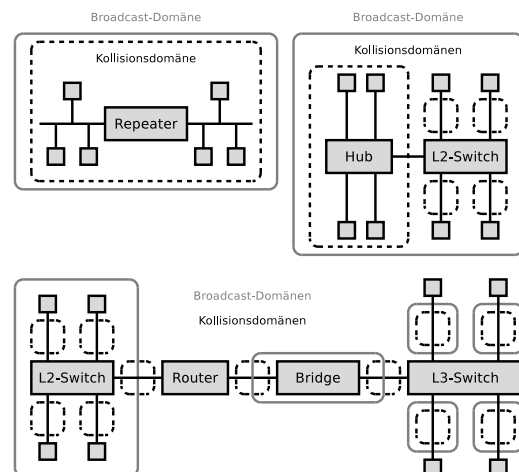 Broadcast-Domäne
Kollisionsdomäne
Repeater
Broadcast-Domäne
Kollisionsdomänen
Hub
L2-Switch
Broadcast-Domänen
Kollisionsdomänen
L2-Switch
Router
Bridge
L3-Switch